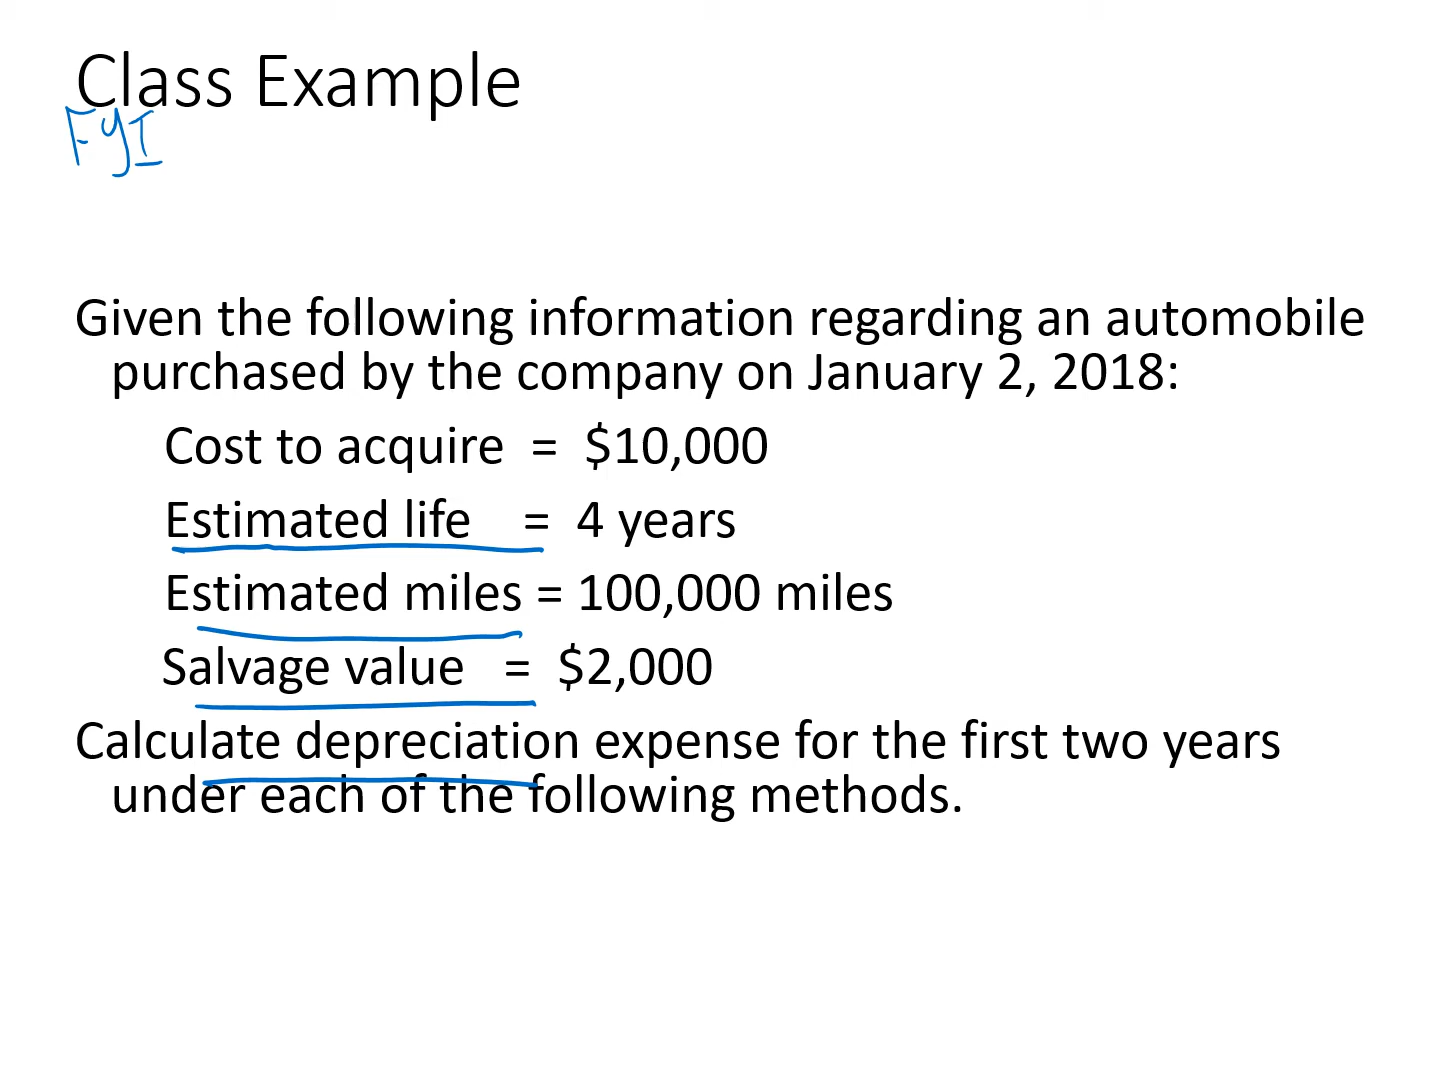 Class Example
FYI
Given the following information regarding an automobile
purchased by the company on January 2, 2018:
Cost to acquire = $10,000
Estimated life = 4 years
Estimated miles = 100,000 miles
Salvage value = $2,000
Calculate depreciation expense for the first two years
under each of the following methods.